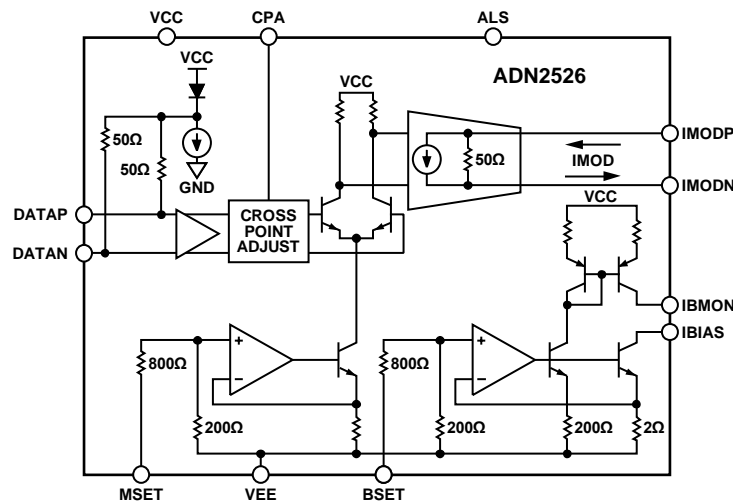 VCC CPA ALS
VCC
VCC
ADN2526
50Ω
50Ω
GND
50Ω
IMOD
IMODP
IMODN
VCC
DATAP
DATAN
CROSS
POINT
ADJUST
IBMON
IBIAS
800Ω
+
–
200Ω
800Ω
+
–
200Ω
200Ω
2Ω
MSET VEE BSET